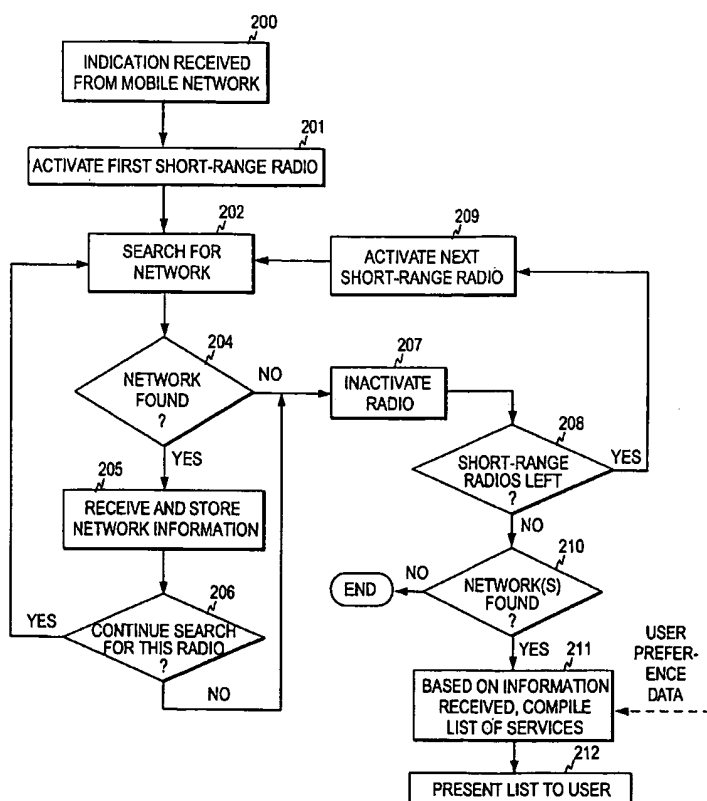 200
INDICATION RECEIVED
FROM MOBILE NETWORK
201
ACTIVATE FIRST SHORT-RANGE RADIO
202
SEARCH FOR
NETWORK
209
ACTIVATE NEXT
SHORT-RANGE RADIO
204
NETWORK
FOUND
?
NO
YES
207
INACTIVATE
RADIO
208
SHORT-RANGE
RADIOS LEFT
?
YES
NO
205
RECEIVE AND STORE
NETWORK INFORMATION
206
CONTINUE SEARCH
FOR THIS RADIO
?
YES
NO
210
NETWORK(S)
FOUND
?
NO
END
YES
USER
PREFER-
ENCE
DATA
211
BASED ON INFORMATION
RECEIVED, COMPILE
LIST OF SERVICES
212
PRESENT LIST TO USER